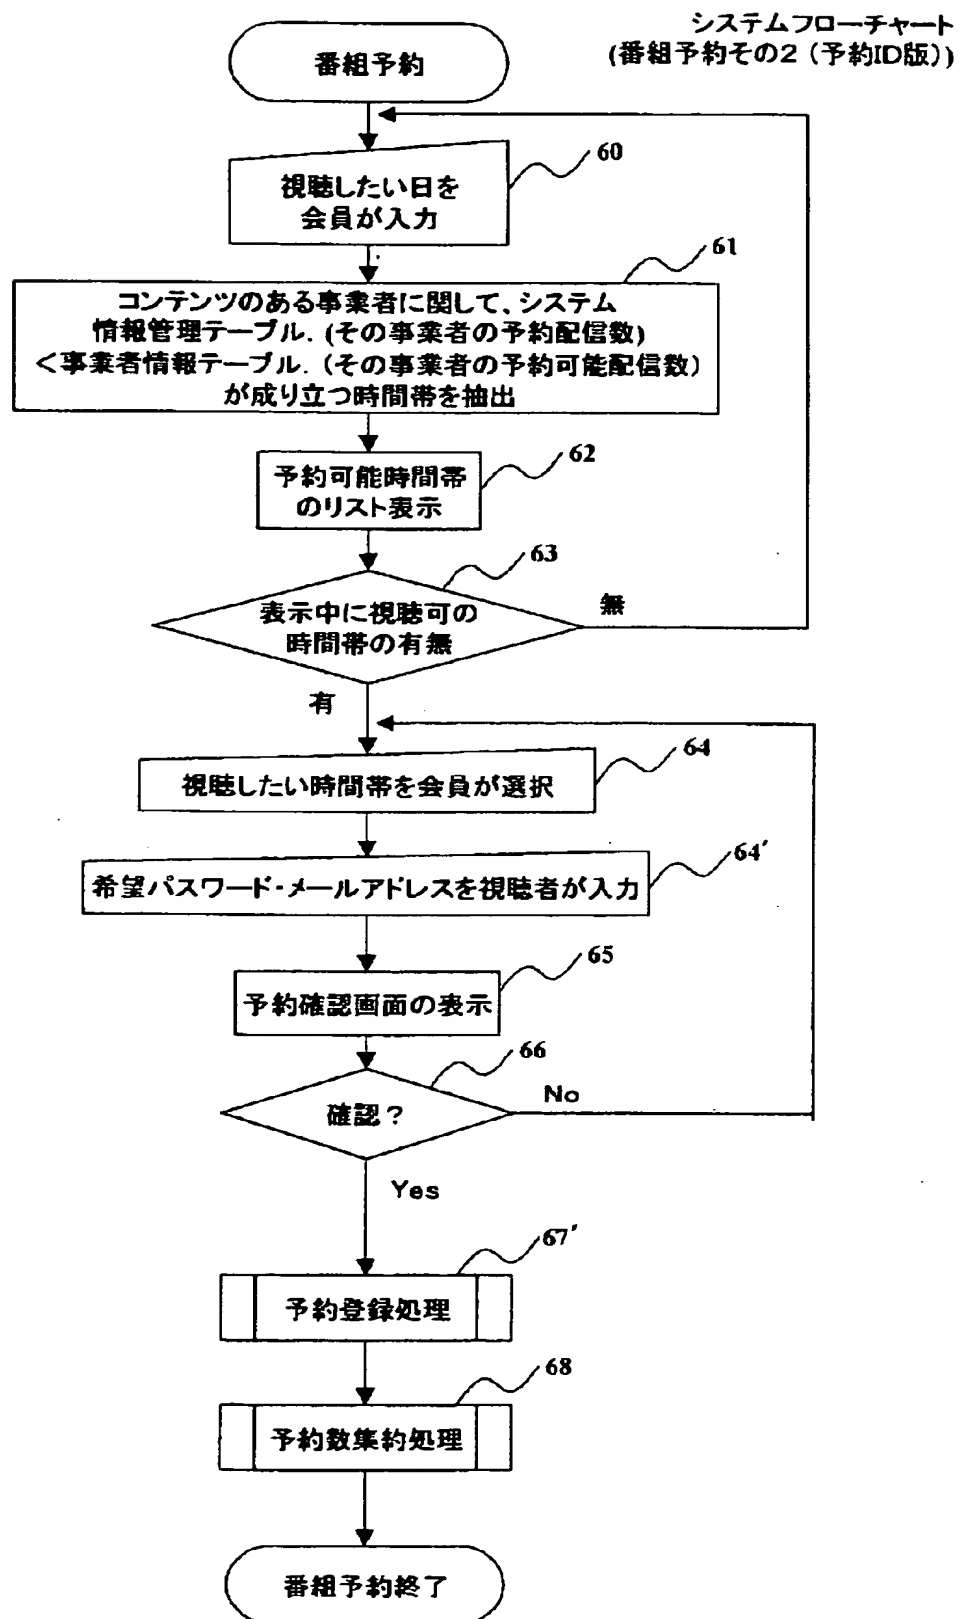 システムフローチャート
(番組予約その2（予約ID版）)
番組予約
60
視聴したい日を
会員が入力
61
コンテンツのある事業者に関して、システム
情報管理テーブル．(その事業者の予約配信数)
＜事業者情報テーブル．（その事業者の予約可能配信数）
が成り立つ時間帯を抽出
62
予約可能時間帯
のリスト表示
63
表示中に視聴可の
時間帯の有無
無
有
64
視聴したい時間帯を会員が選択
64′
希望パスワード・メールアドレスを視聴者が入力
65
予約確認画面の表示
66
確認？
No
Yes
67′
予約登録処理
68
予約数集約処理
番組予約終了